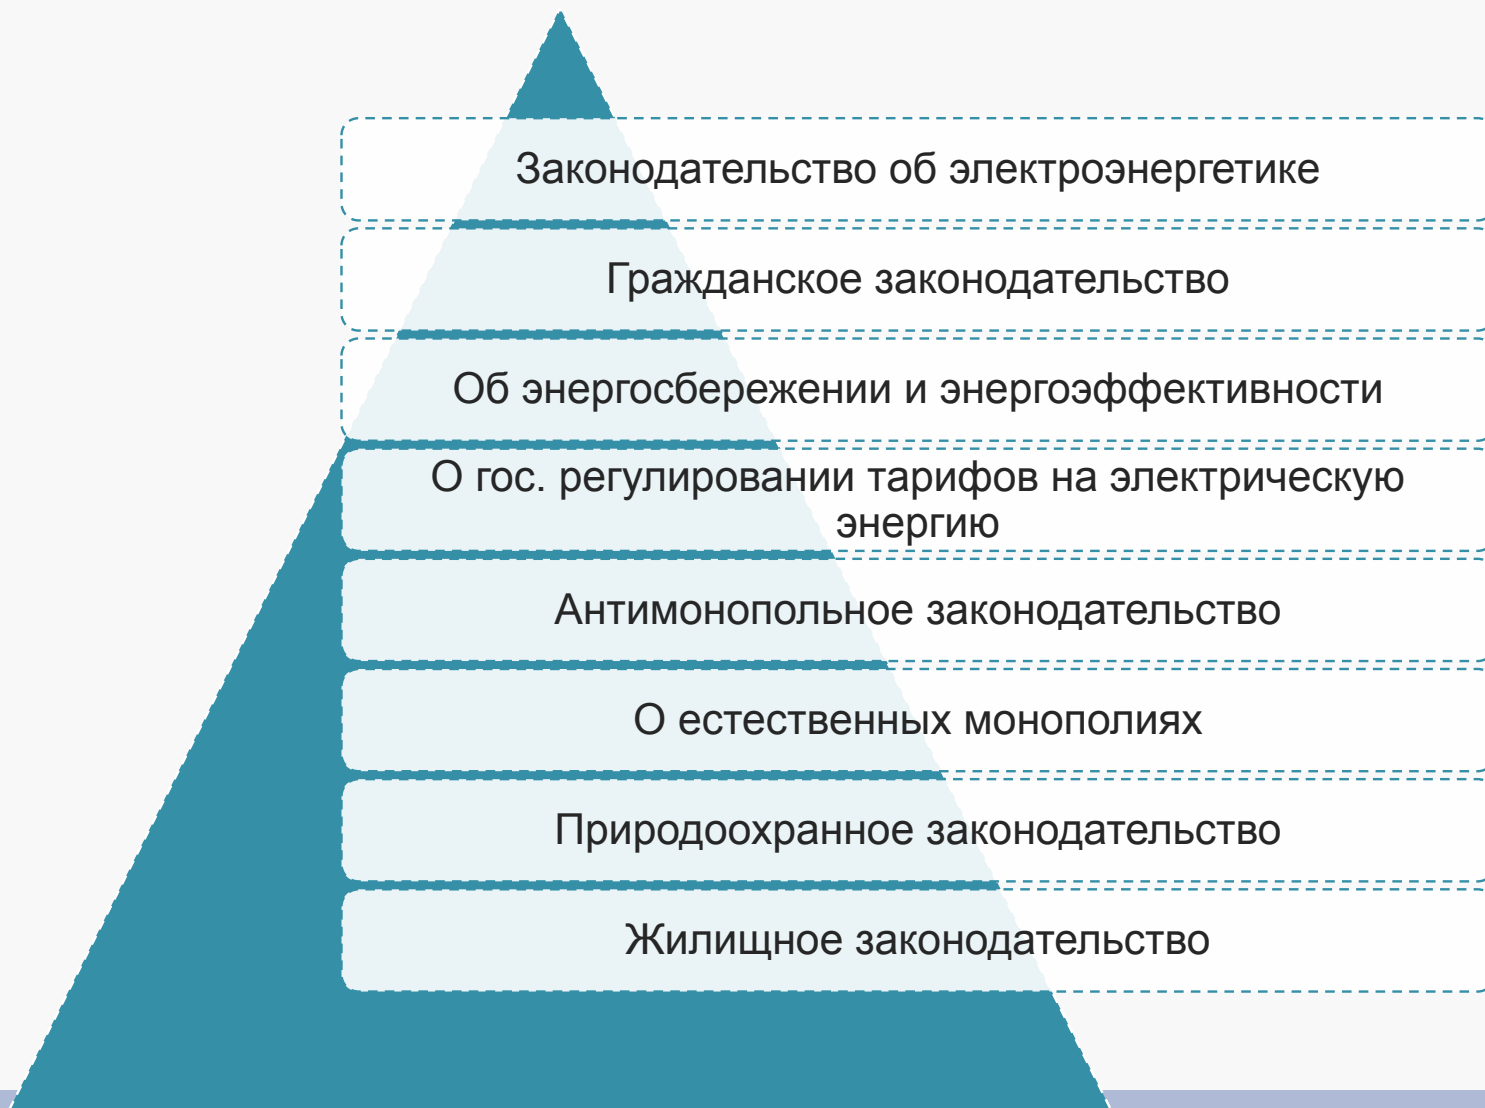 Законодательство об электроэнергетике
Гражданское законодательство
Об энергосбережении и энергоэффективности
О гос. регулировании тарифов на электрическую
энергию
Антимонопольное законодательство
О естественных монополиях
Природоохранное законодательство
Жилищное законодательство